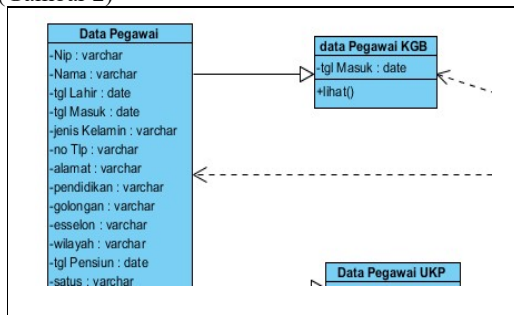 Data Pegawai
-Nip : varchar
-Nama : varchar
-tgl Lahir : date
-tgl Masuk : date
-jenis Kelamin : varchar
-no Tlp : varchar
-alamat : varchar
-pendidikan : varchar
-golongan : varchar
-esselon : varchar
-wilayah : varchar
-tgl Pensiun : date
-satus : varchar
data Pegawai KGB
-tgl Masuk : date
+lihat()
Data Pegawai UKP